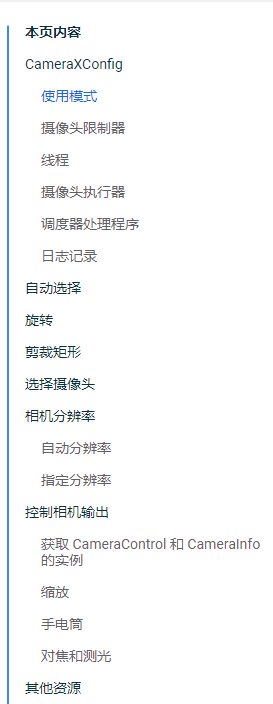 本页内容
CameraXConfig
使用模式
摄像头限制器
线程
摄像头执行器
调度器处理程序
日志记录
自动选择
旋转
剪裁矩形
选择摄像头
相机分辨率
自动分辨率
指定分辨率
控制相机输出
获取 CameraControl 和 CameraInfo
的实例
缩放
手电筒
对焦和测光
其他资源